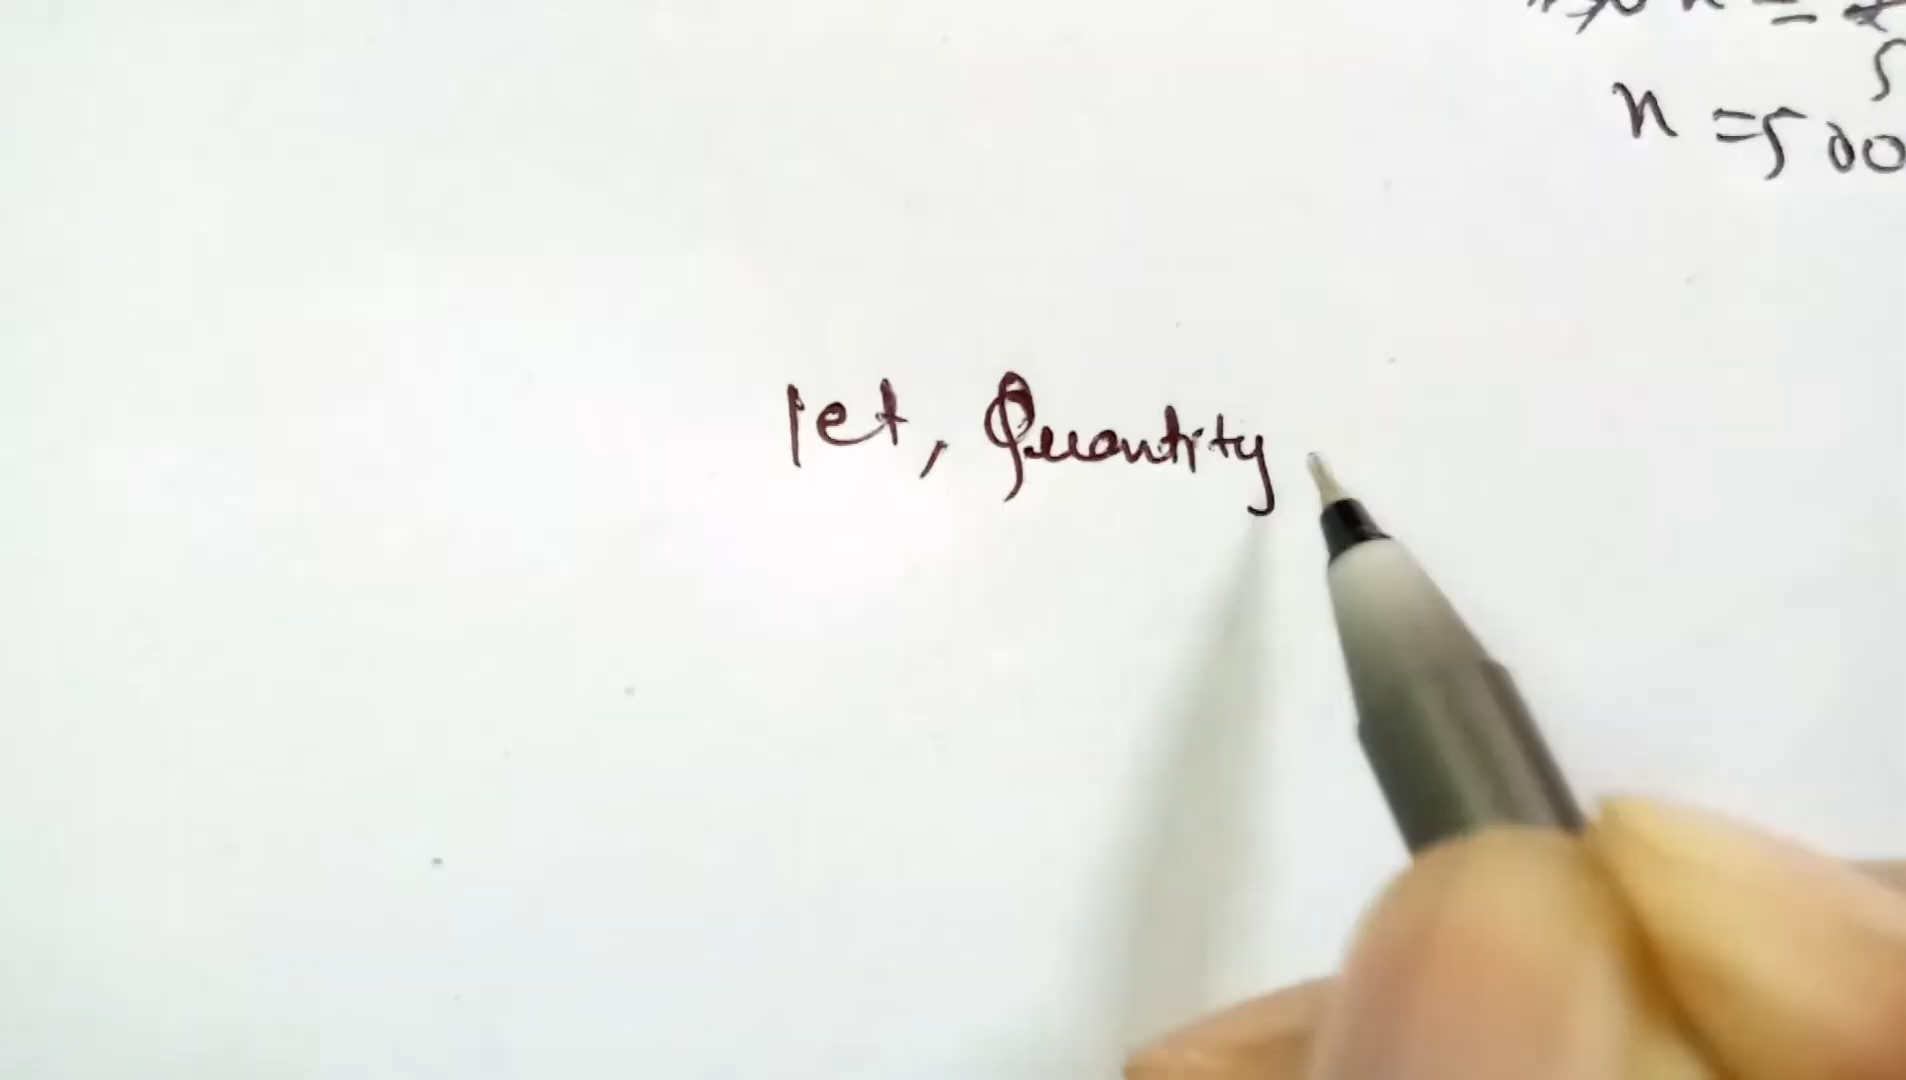 n = 500
let, Quantity